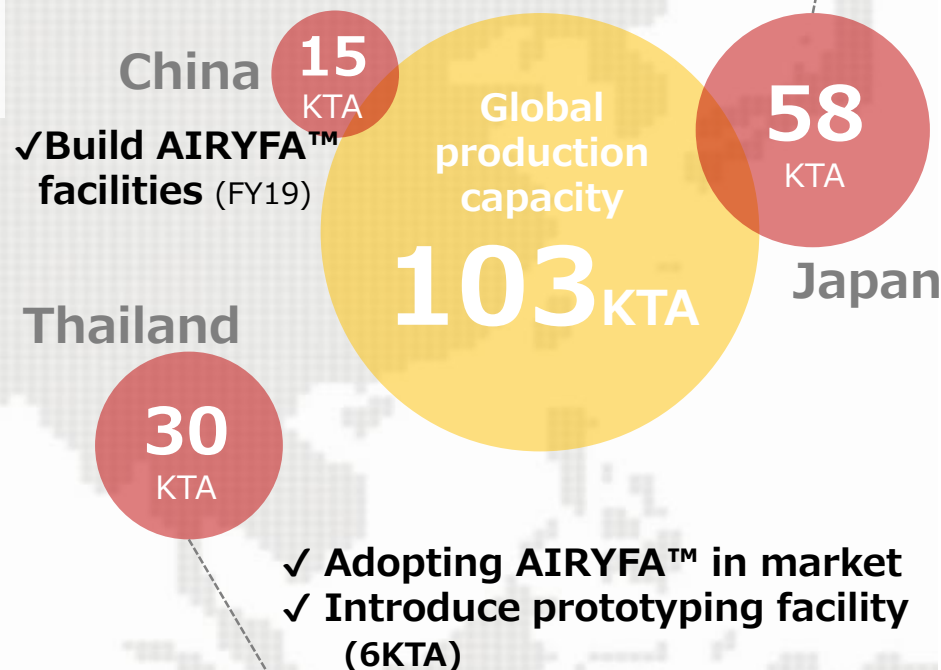 China
15
KTA
✓Build AIRYFA™
facilities (FY19)
Global
production
capacity
103KTA
58
KTA
Japan
Thailand
30
KTA
✓ Adopting AIRYFA™ in market
✓ Introduce prototyping facility
(6KTA)